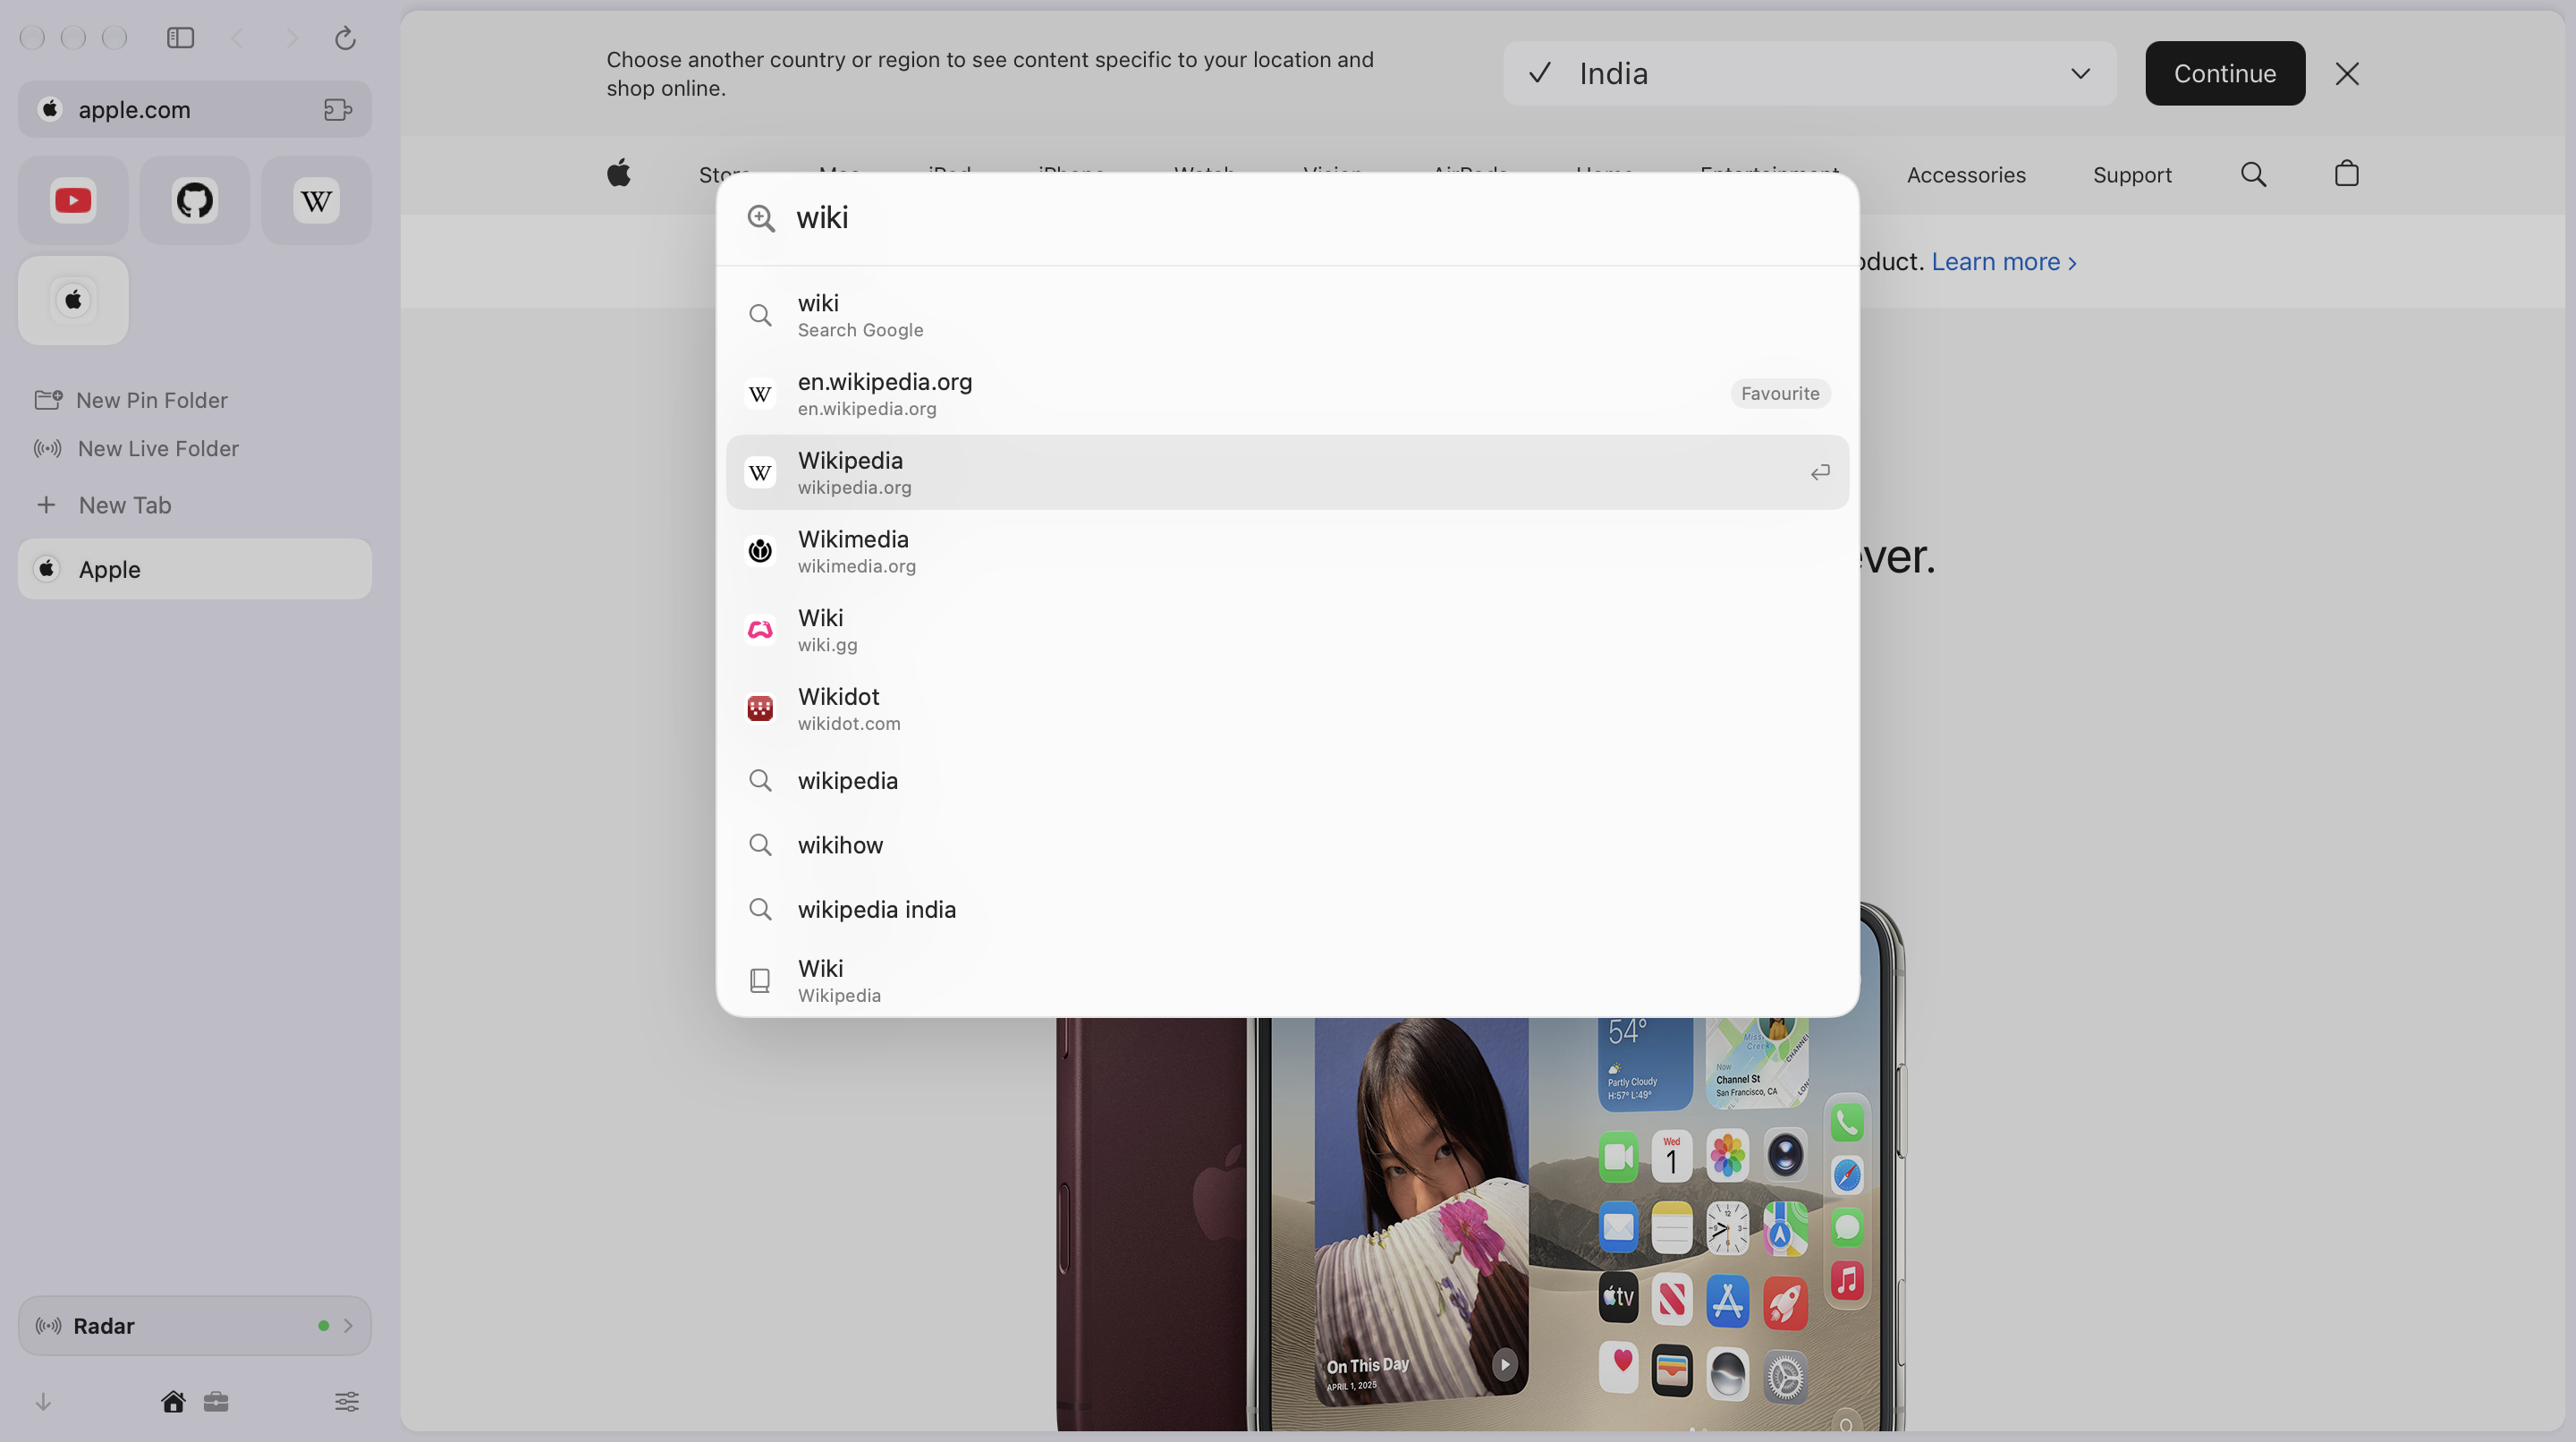 apple.com
New Pin Folder
New Live Folder
New Tab
Apple
Radar
Choose another country or region to see content specific to your location and
shop online.
India
Continue
Store
Accessories
Support
oduct. Learn more >
ever.
wiki
wiki
Search Google
en.wikipedia.org
en.wikipedia.org
Favourite
Wikipedia
wikipedia.org
Wikimedia
wikimedia.org
Wiki
wiki.gg
Wikidot
wikidot.com
wikipedia
wikihow
wikipedia india
Wiki
Wikipedia
54°
Partly Cloudy
H:57° L:49°
Now
Channel St
San Francisco, CA
Wed
1
tv
On This Day
APRIL 1, 2025